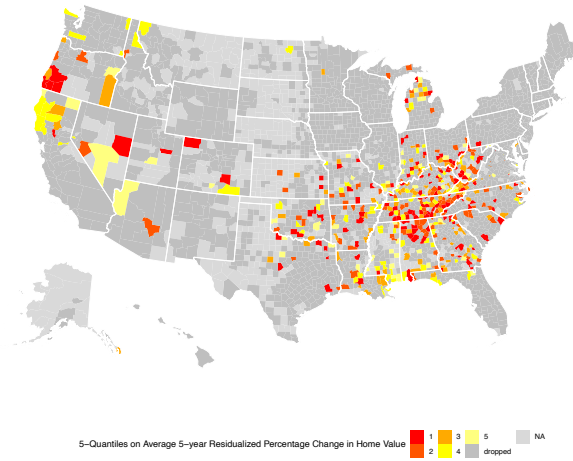 5−Quantiles on Average 5−year Residualized Percentage Change in Home Value
1 3 5 NA
2 4 dropped